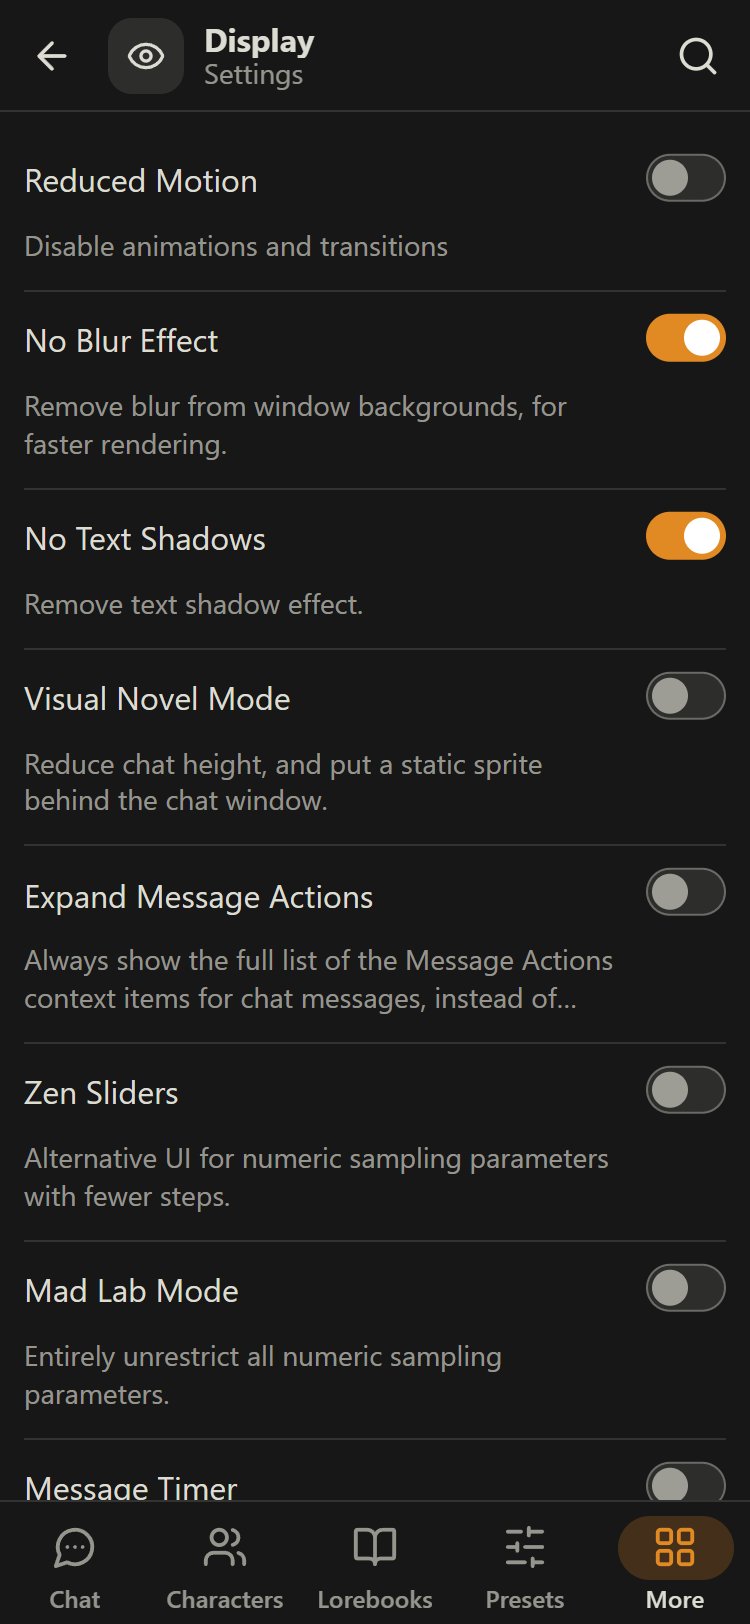 Display
Settings
Reduced Motion
Disable animations and transitions
No Blur Effect
Remove blur from window backgrounds, for
faster rendering.
No Text Shadows
Remove text shadow effect.
Visual Novel Mode
Reduce chat height, and put a static sprite
behind the chat window.
Expand Message Actions
Always show the full list of the Message Actions
context items for chat messages, instead of...
Zen Sliders
Alternative UI for numeric sampling parameters
with fewer steps.
Mad Lab Mode
Entirely unrestrict all numeric sampling
parameters.
Message Timer
Chat
Characters
Lorebooks
Presets
More